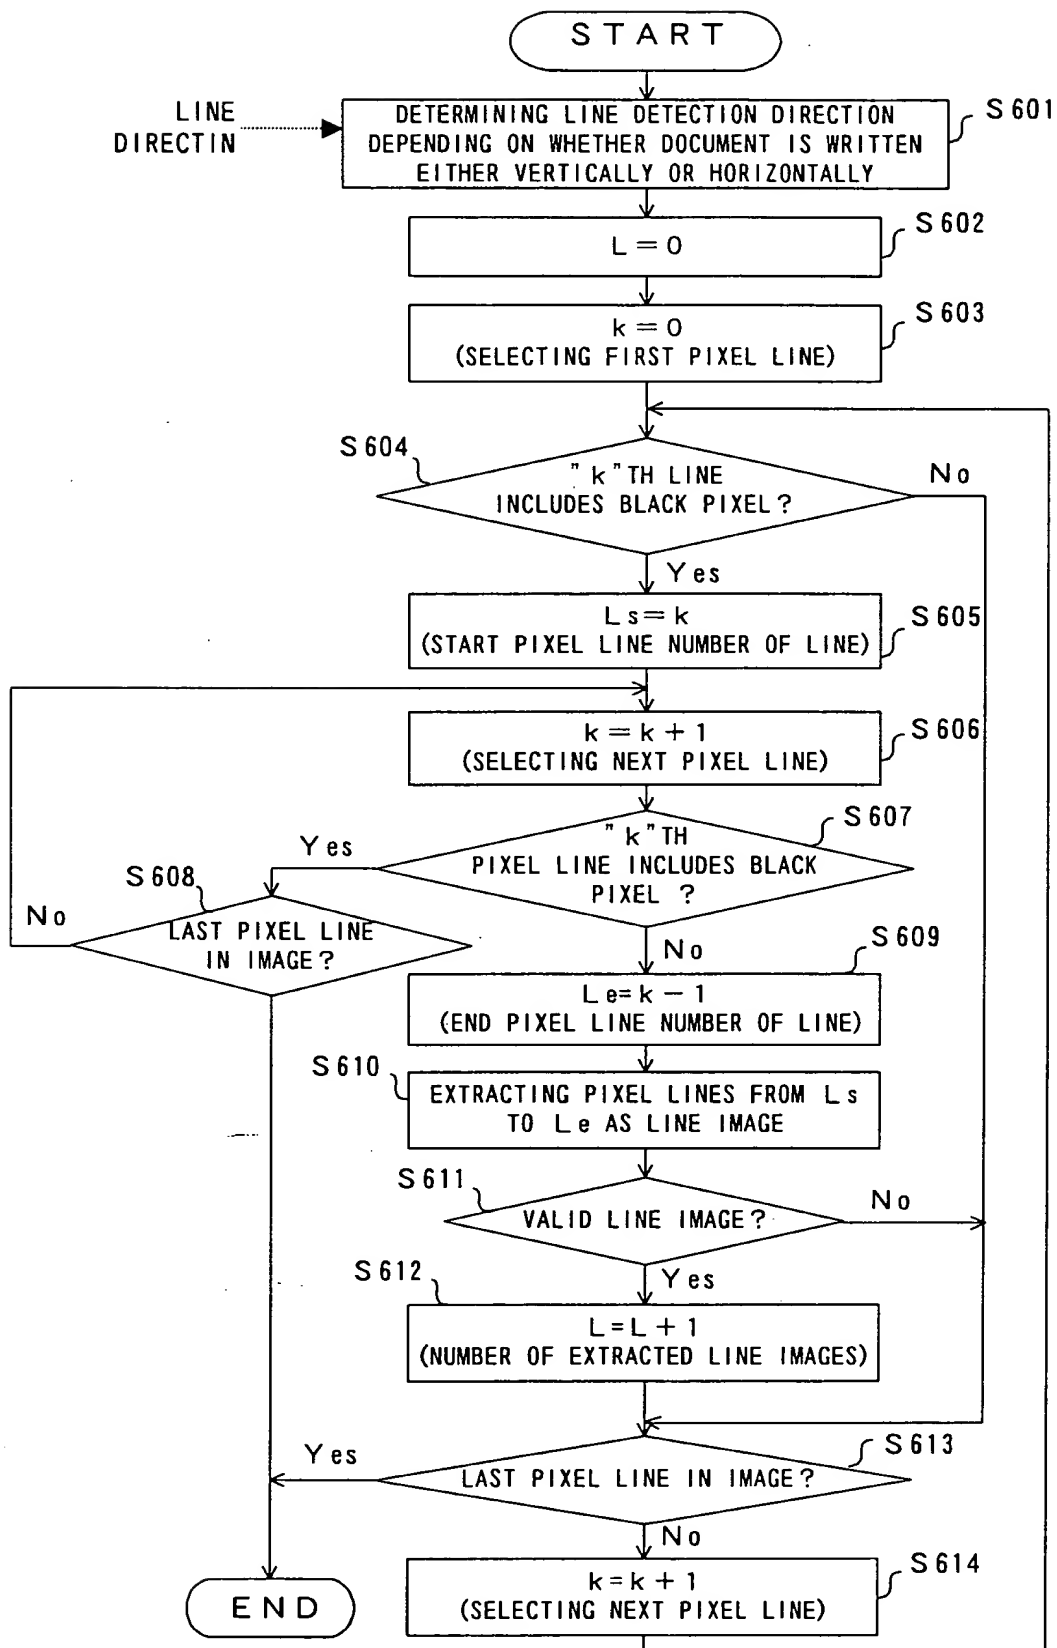 START
LINE
DIRECTIN
DETERMINING LINE DETECTION DIRECTION
DEPENDING ON WHETHER DOCUMENT IS WRITTEN
EITHER VERTICALLY OR HORIZONTALLY
S601
L=0
S602
k=0
(SELECTING FIRST PIXEL LINE)
S603
S604
"k"TH LINE
INCLUDES BLACK PIXEL?
No
Yes
Ls=k
(START PIXEL LINE NUMBER OF LINE)
S605
k=k+1
(SELECTING NEXT PIXEL LINE)
S606
"k"TH
PIXEL LINE INCLUDES BLACK
PIXEL ?
S607
Yes
S608
No
LAST PIXEL LINE
IN IMAGE?
No
S609
Le=k-1
(END PIXEL LINE NUMBER OF LINE)
S610
EXTRACTING PIXEL LINES FROM Ls
TO Le AS LINE IMAGE
S611
VALID LINE IMAGE?
No
Yes
S612
L=L+1
(NUMBER OF EXTRACTED LINE IMAGES)
S613
Yes
LAST PIXEL LINE IN IMAGE?
No
S614
k=k+1
(SELECTING NEXT PIXEL LINE)
END